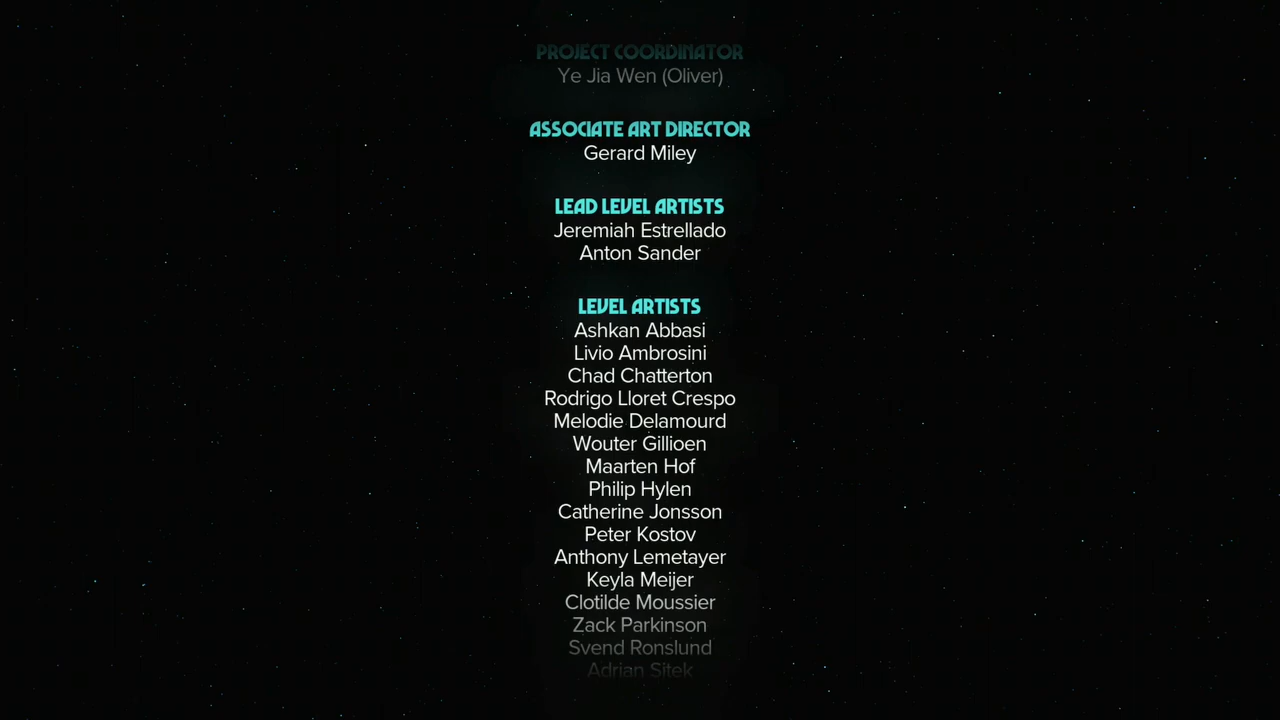 PROJECT COORDINATOR
Ye Jia Wen (Oliver)
ASSOCIATE ART DIRECTOR
Gerard Miley
LEAD LEVEL ARTISTS
Jeremiah Estrellado
Anton Sander
LEVEL ARTISTS
Ashkan Abbasi
Livio Ambrosini
Chad Chatterton
Rodrigo Lloret Crespo
Melodie Delamourd
Wouter Gillioen
Maarten Hof
Philip Hylen
Catherine Jonsson
Peter Kostov
Anthony Lemetayer
Keyla Meijer
Clotilde Moussier
Zack Parkinson
Svend Ronslund
Adrian Sitek